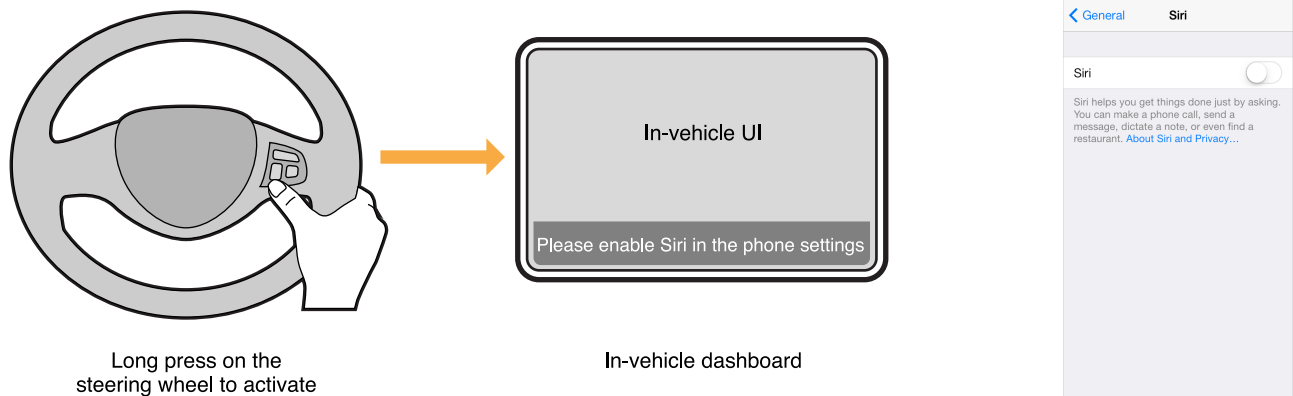 In-vehicle UI
Please enable Siri in the phone settings
Long press on the
steering wheel to activate
In-vehicle dashboard
General
Siri
Siri
Siri helps you get things done just by asking.
You can make a phone call, send a
message, dictate a note, or even find a
restaurant. About Siri and Privacy…